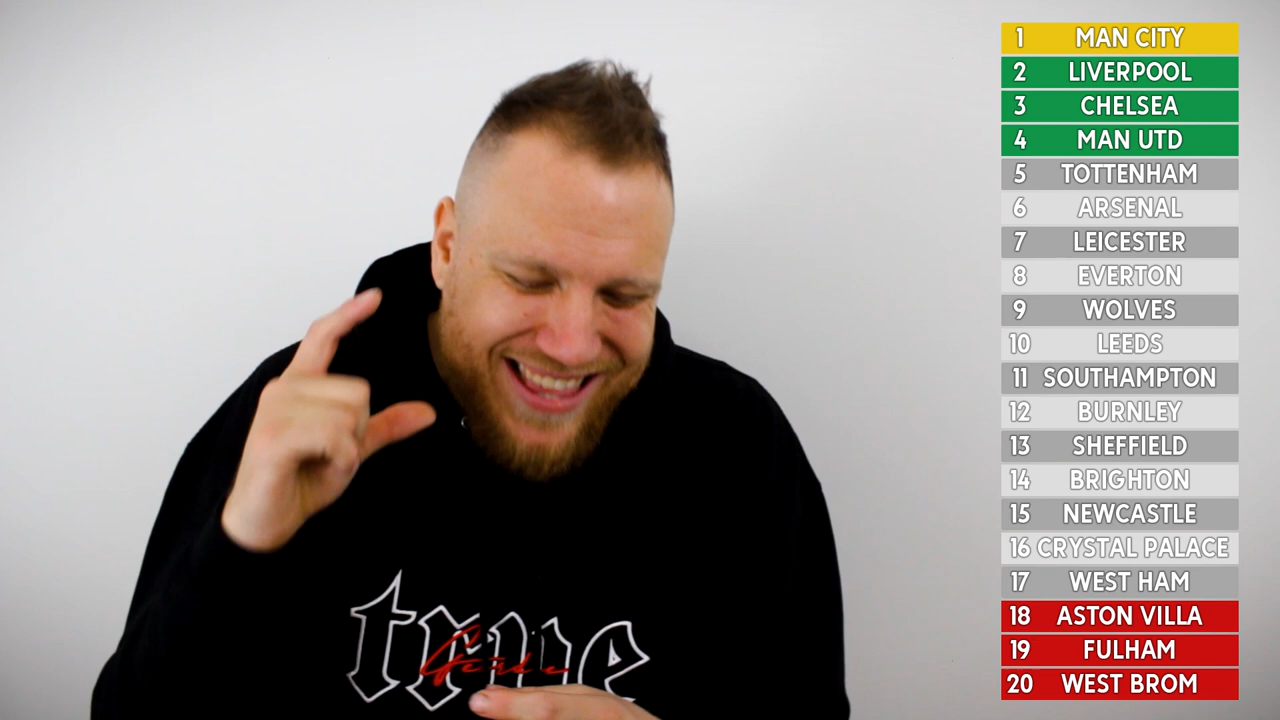 1 MAN CITY
2 LIVERPOOL
3 CHELSEA
4 MAN UTD
5 TOTTENHAM
6 ARSENAL
7 LEICESTER
8 EVERTON
9 WOLVES
10 LEEDS
11 SOUTHAMPTON
12 BURNLEY
13 SHEFFIELD
14 BRIGHTON
15 NEWCASTLE
16 CRYSTAL PALACE
17 WEST HAM
18 ASTON VILLA
19 FULHAM
20 WEST BROM
true